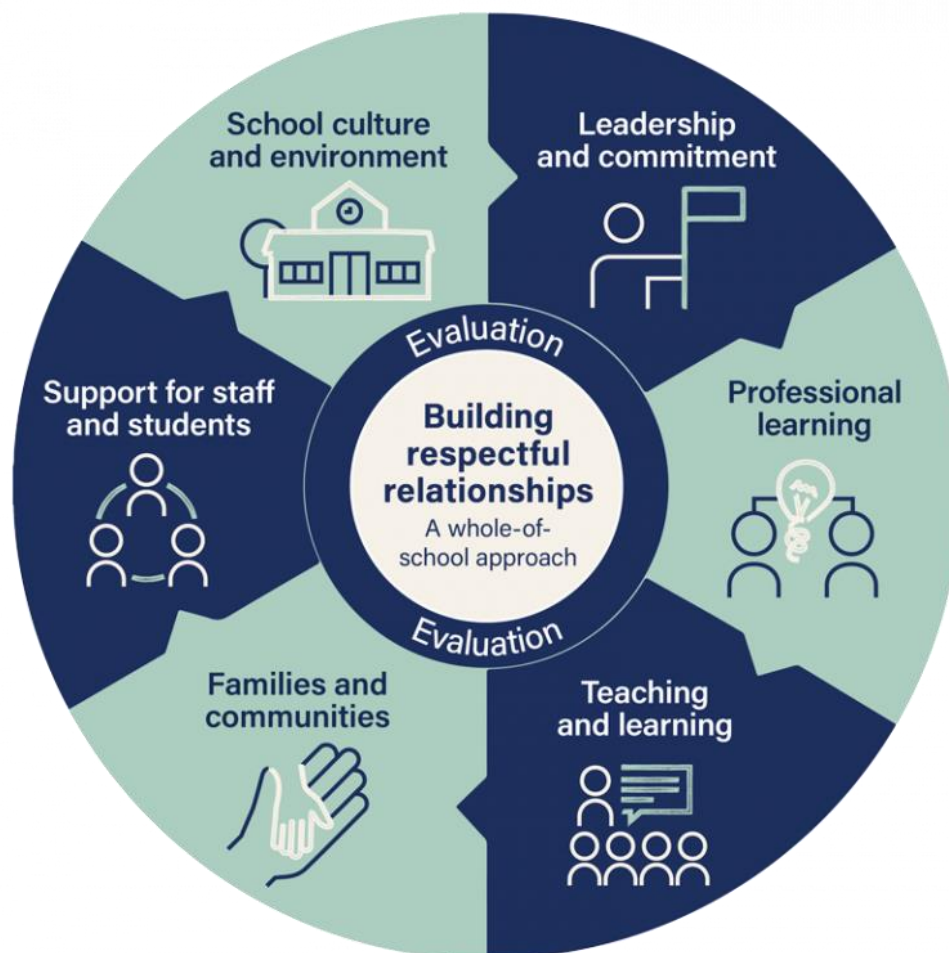 School culture
and environment
Leadership
and commitment
Support for staff
and students
Evaluation
Building
respectful
relationships
A whole-of-
school approach
Evaluation
Professional
learning
Families and
communities
Teaching
and learning